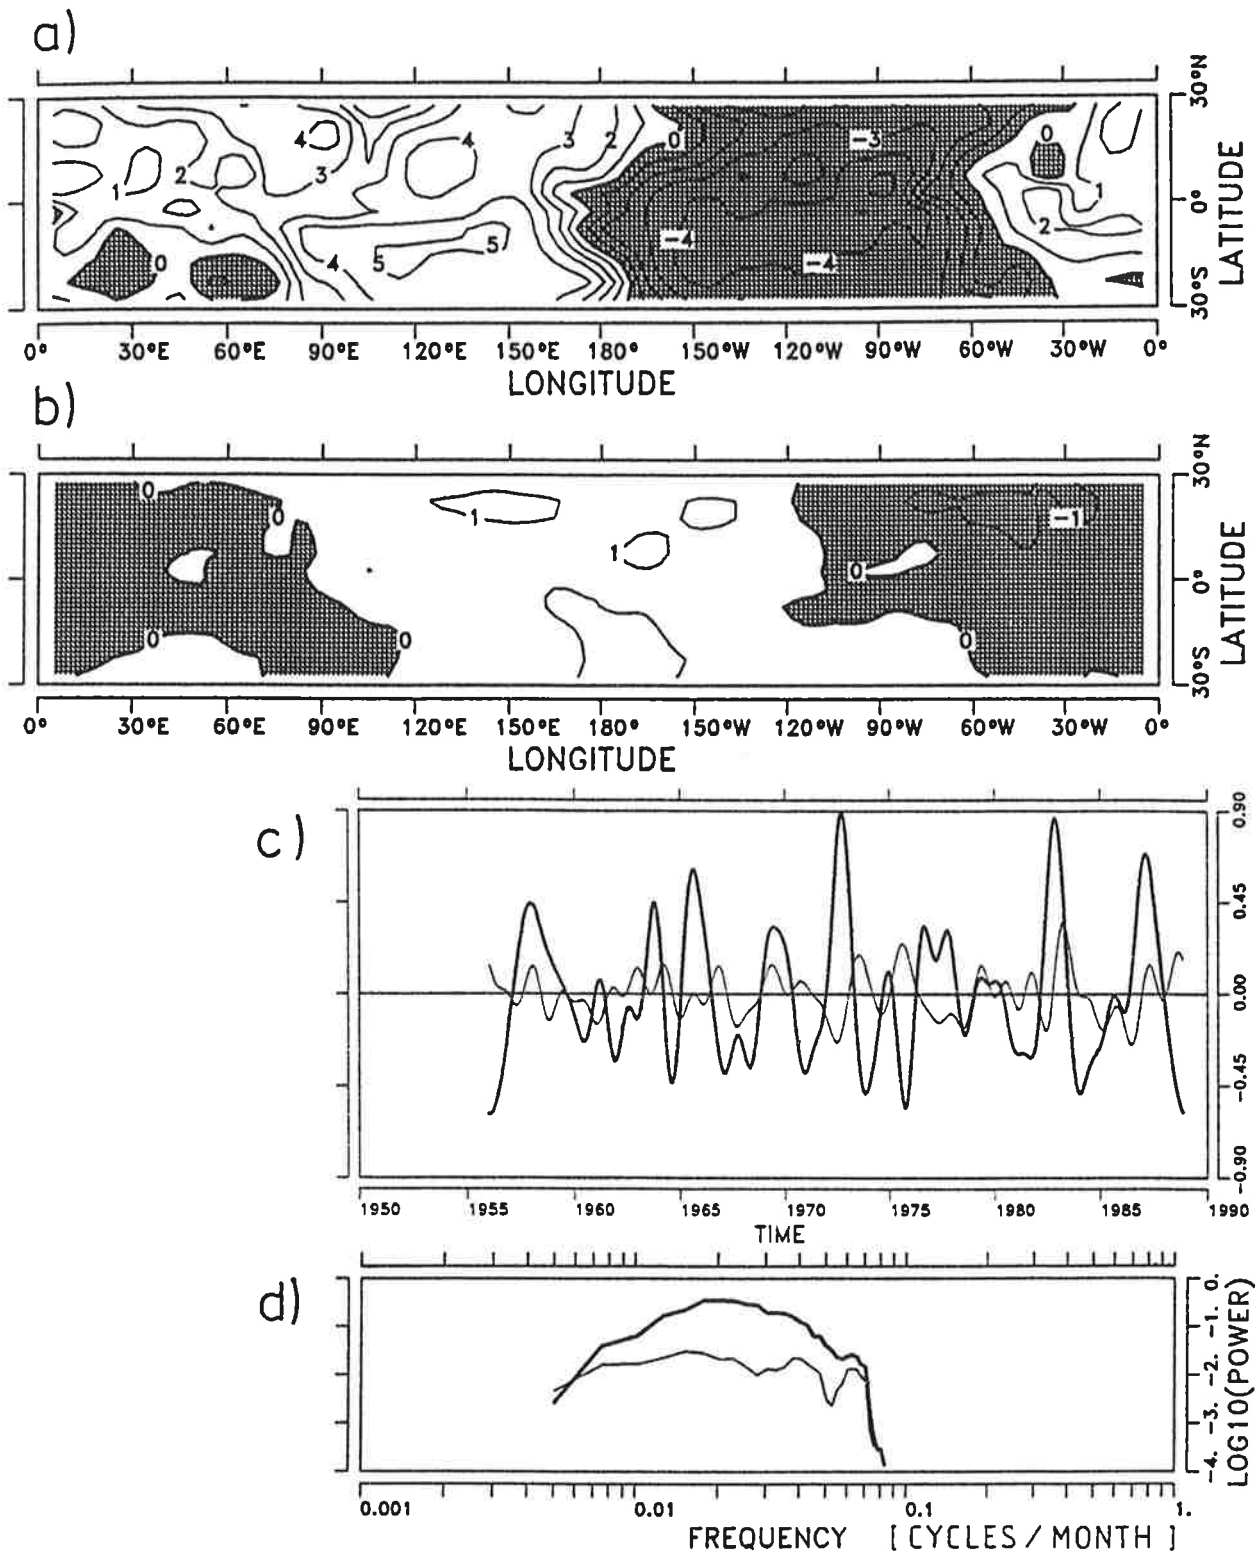 a)
4 4 3 2 0 -3 0
2 3 1 1
2
0 4 5 5 -4 -4
30°N
0°
30°S
LATITUDE
0° 30°E 60°E 90°E 120°E 150°E 180° 150°W 120°W 90°W 60°W 30°W 0°
LONGITUDE
b)
0 0 1 -1
1 0
0 0 0
30°N
0°
30°S
LATITUDE
0° 30°E 60°E 90°E 120°E 150°E 180° 150°W 120°W 90°W 60°W 30°W 0°
LONGITUDE
c)
0.90
0.45
0.00
-0.45
-0.90
1950 1955 1960 1965 1970 1975 1980 1985 1990
TIME
d)
0.
-1.
-2.
-3.
-4.
LOG10(POWER)
0.001 0.01 0.1 1.
FREQUENCY [CYCLES/MONTH]